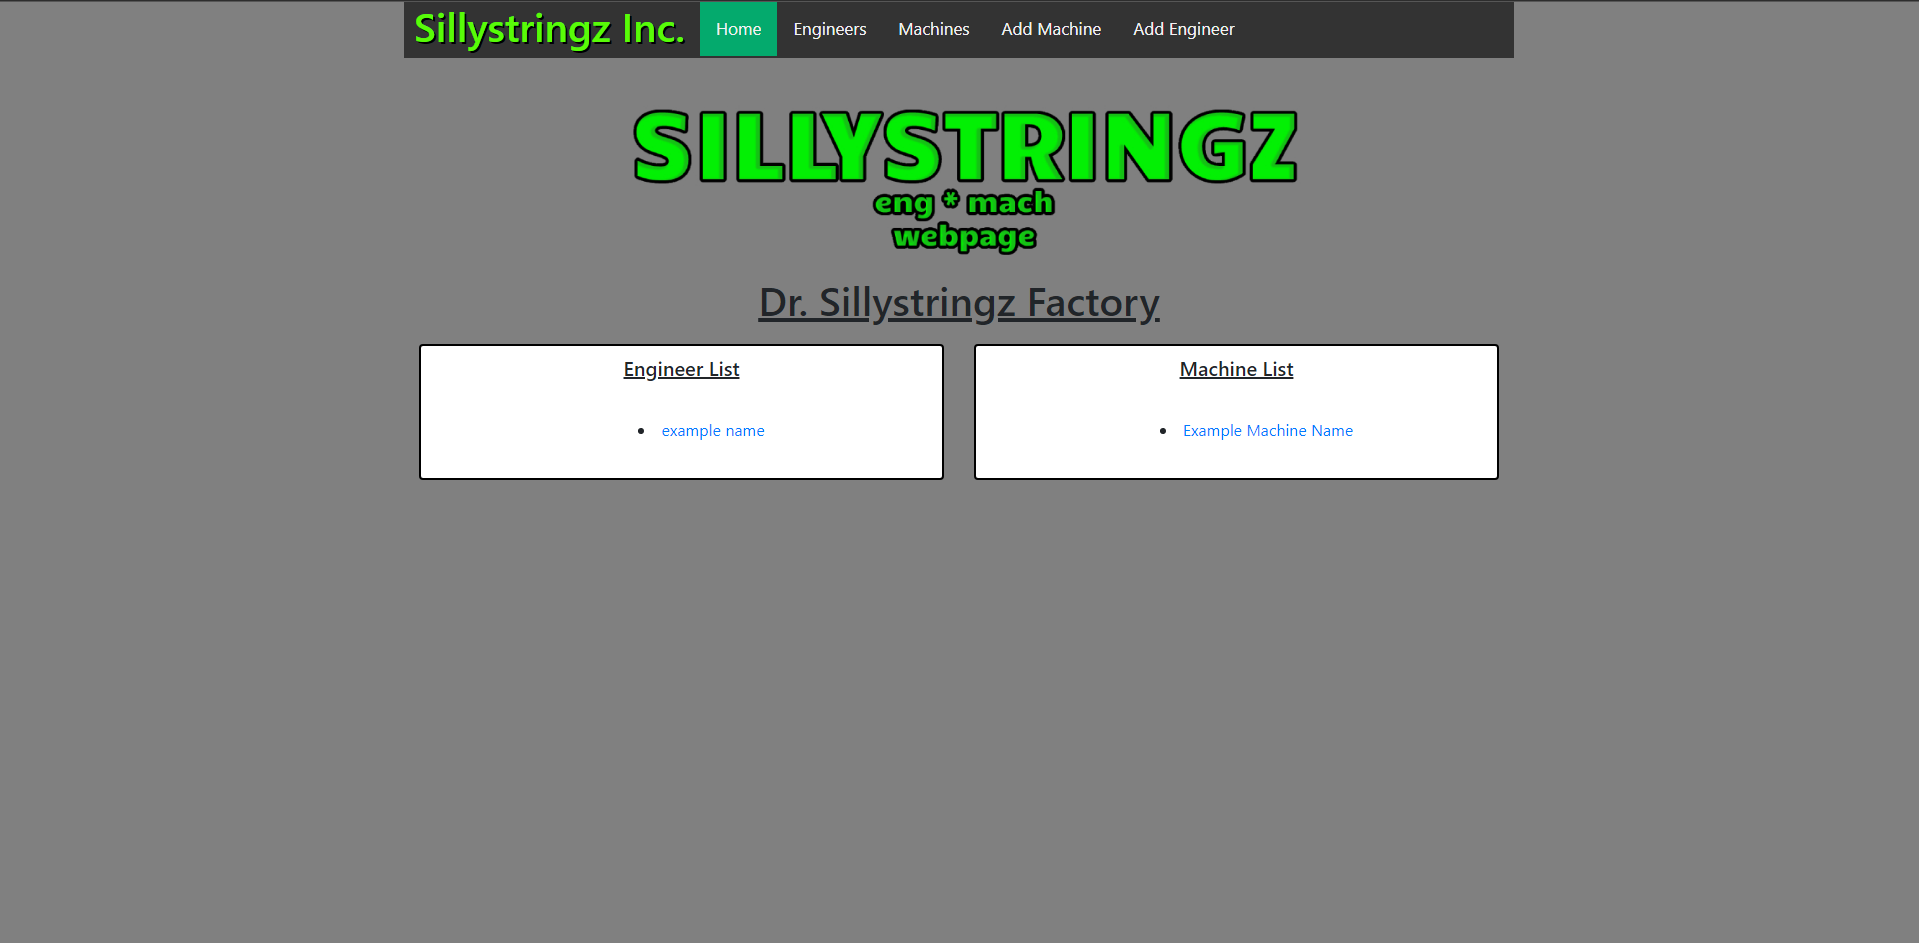 Sillystringz Inc. Home Engineers Machines Add Machine Add Engineer
SILLYSTRINGZ
eng * mach
webpage
Dr. Sillystringz Factory
Engineer List
• example name
Machine List
• Example Machine Name